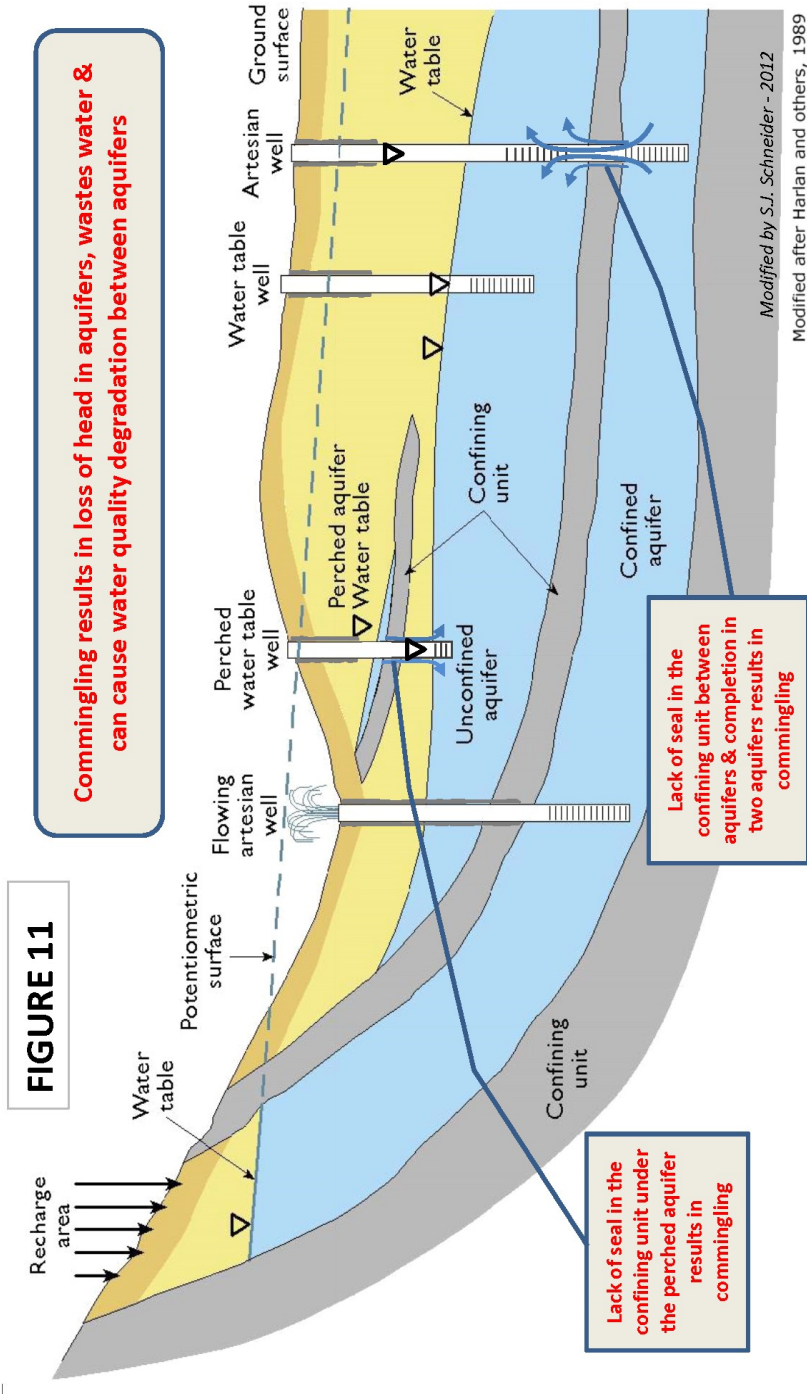 FIGURE 11
Commingling results in loss of head in aquifers, wastes water &
can cause water quality degradation between aquifers
Recharge
area
Water
table
Potentiometric
surface
Flowing
artesian
well
Perched
water table
well
Perched aquifer
Water table
Water table
well
Artesian
well
Ground
surface
Water
table
Confining
unit
Unconfined
aquifer
Confined
aquifer
Confining
unit
Lack of seal in the
confining unit under
the perched aquifer
results in
commingling
Lack of seal in the
confining unit between
aquifers & completion in
two aquifers results in
commingling
Modified by S.J. Schneider - 2012
Modified after Harlan and others, 1989